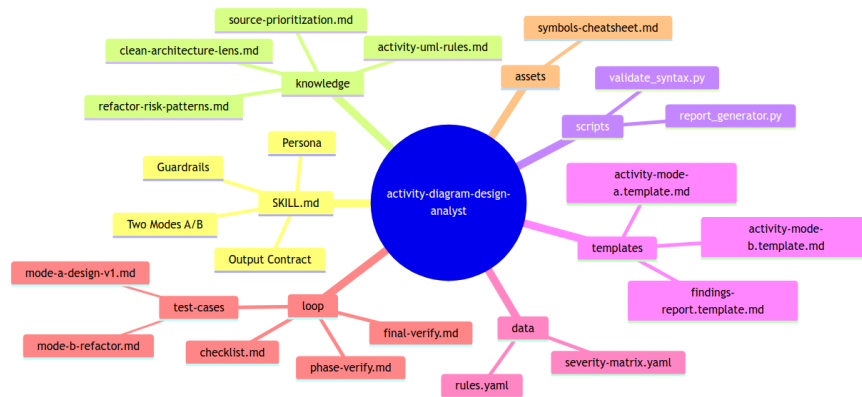 source-prioritization.md
clean-architecture-lens.md
activity-uml-rules.md
knowledge
refactor-risk-patterns.md
symbols-cheatsheet.md
assets
validate_syntax.py
scripts
report_generator.py
Persona
Guardrails
SKILL.md
Two Modes A/B
Output Contract
activity-diagram-design-
analyst
activity-mode-
a.template.md
activity-mode-
b.template.md
templates
findings-
report.template.md
mode-a-design-v1.md
test-cases
loop
mode-b-refactor.md
checklist.md
final-verify.md
phase-verify.md
data
severity-matrix.yaml
rules.yaml